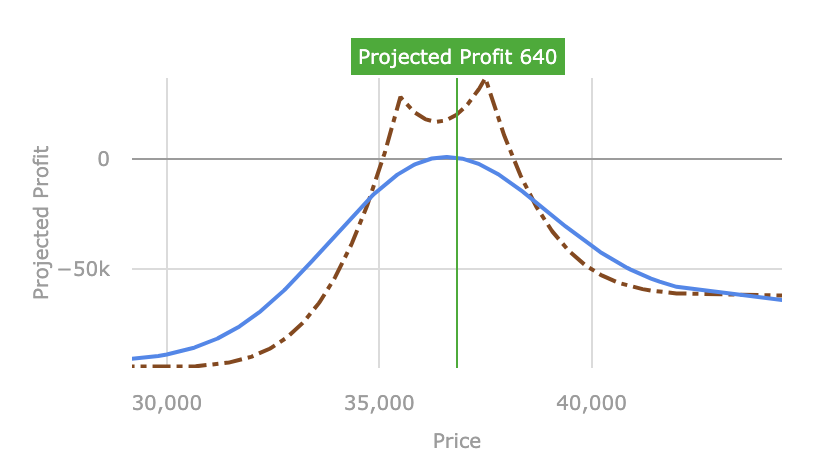 Projected Profit 640
Projected Profit
0
−50k
30,000
35,000
40,000
Price